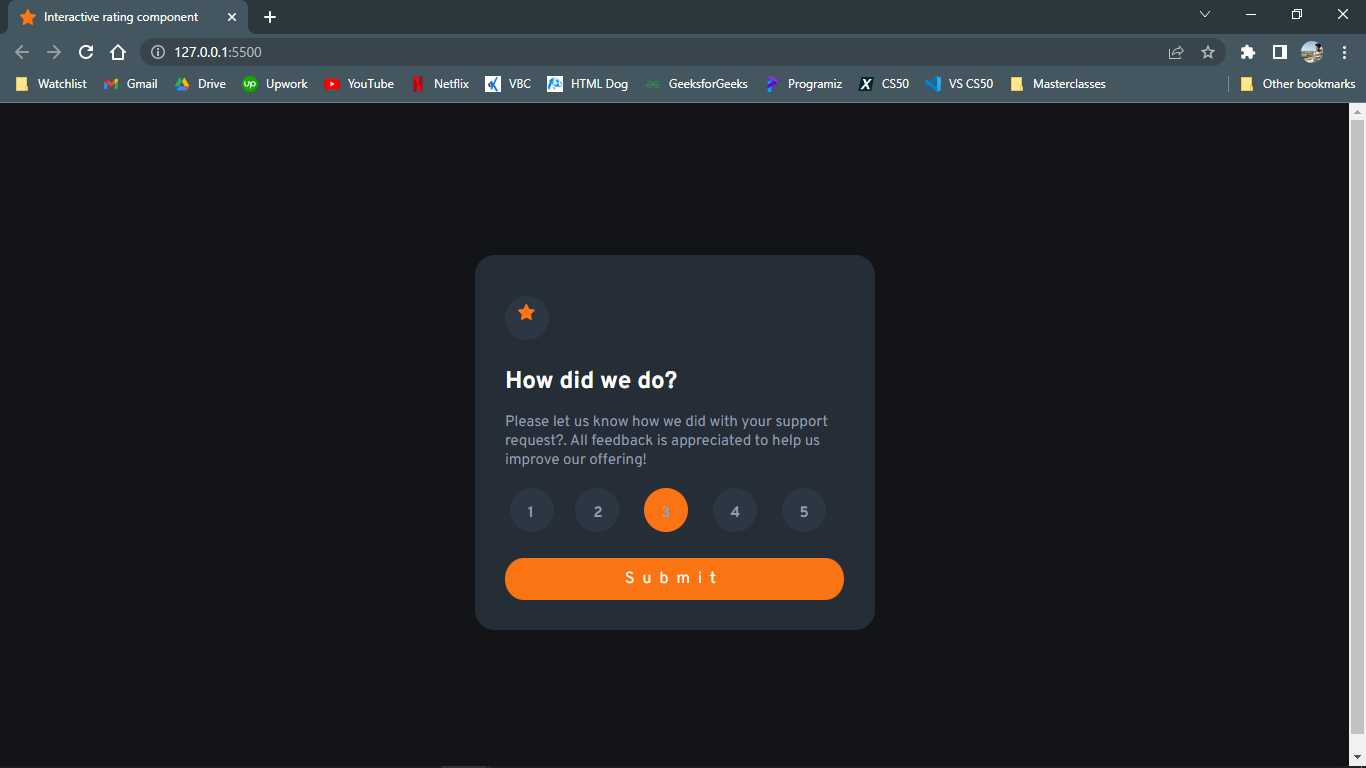 Interactive rating component
127.0.0.1:5500
Watchlist Gmail Drive up Upwork YouTube Netflix VBC HTML Dog GeeksforGeeks Programiz CS50 VS CS50 Masterclasses Other bookmarks
How did we do?
Please let us know how we did with your support
request?. All feedback is appreciated to help us
improve our offering!
1 2 3 4 5
Submit